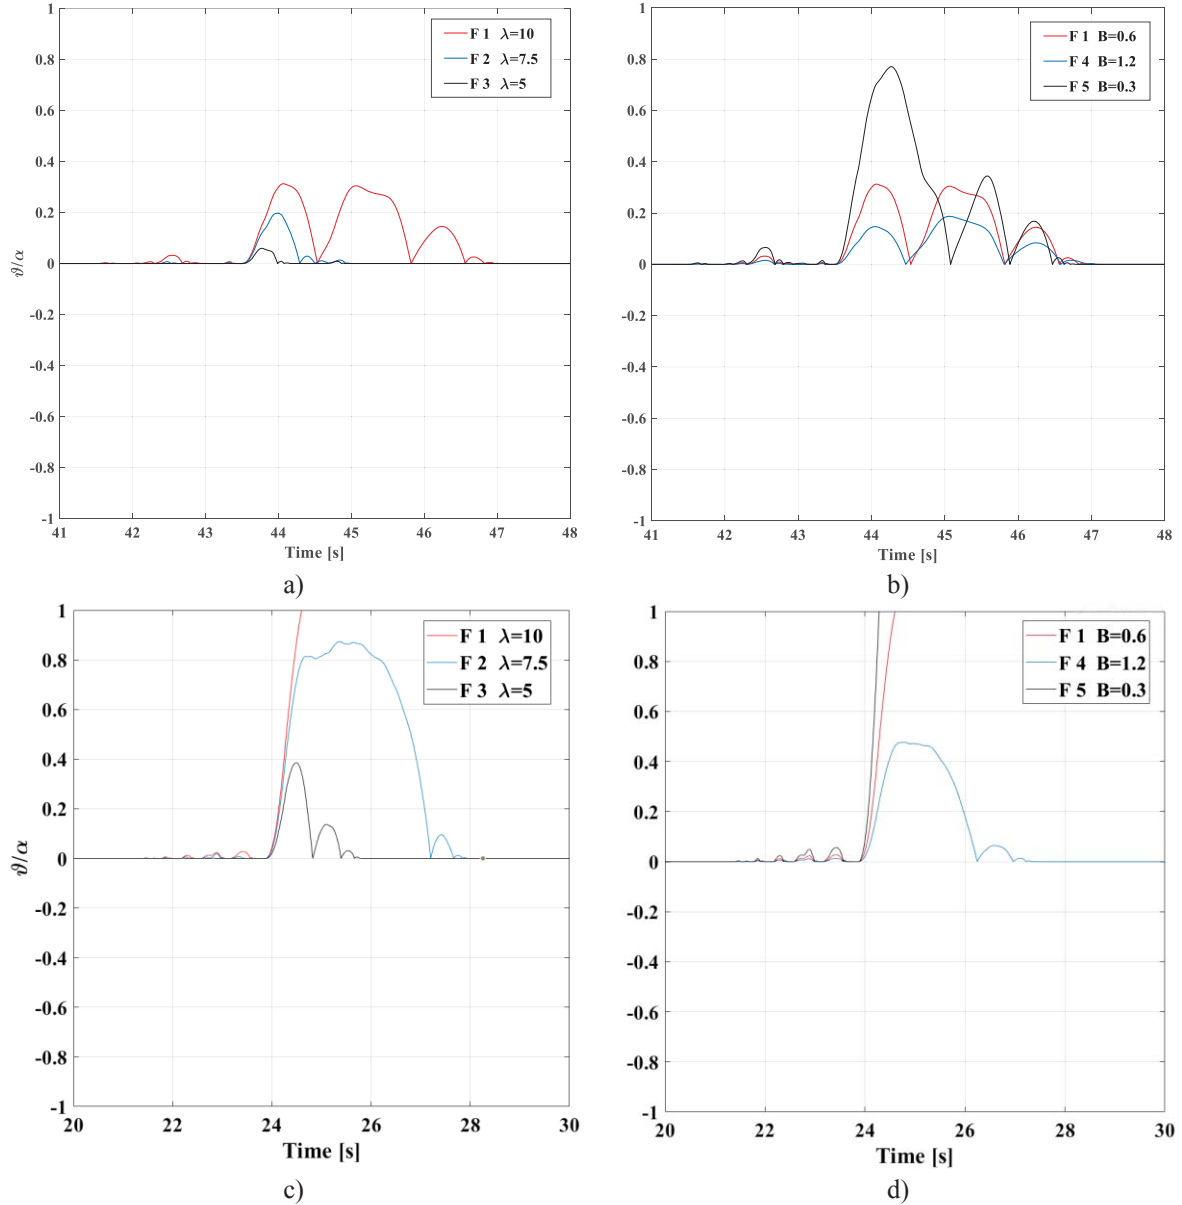 1
0.8
0.6
0.4
0.2
0
-0.2
-0.4
-0.6
-0.8
-1
ϑ/α
41 42 43 44 45 46 47 48
Time [s]
F 1 λ=10
F 2 λ=7.5
F 3 λ=5
a)
1
0.8
0.6
0.4
0.2
0
-0.2
-0.4
-0.6
-0.8
-1
41 42 43 44 45 46 47 48
Time [s]
F 1 B=0.6
F 4 B=1.2
F 5 B=0.3
b)
1
0.8
0.6
0.4
0.2
0
-0.2
-0.4
-0.6
-0.8
-1
ϑ/α
20 22 24 26 28 30
Time [s]
F 1 λ=10
F 2 λ=7.5
F 3 λ=5
c)
1
0.8
0.6
0.4
0.2
0
-0.2
-0.4
-0.6
-0.8
-1
20 22 24 26 28 30
Time [s]
F 1 B=0.6
F 4 B=1.2
F 5 B=0.3
d)